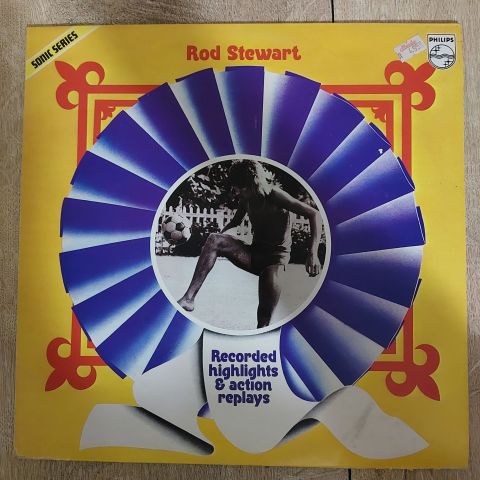 SONIC SERIES
Rod Stewart
PHILIPS
Recorded
highlights
& action
replays